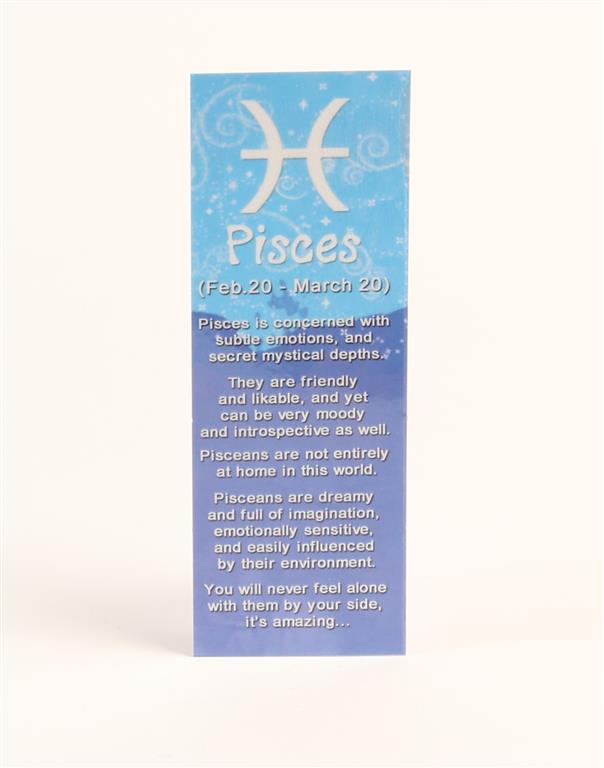 Pisces
(Feb.20 - March 20)
Pisces is concerned with
subtle emotions, and
secret mystical depths.
They are friendly
and likable, and yet
can be very moody
and introspective as well.
Pisceans are not entirely
at home in this world.
Pisceans are dreamy
and full of imagination,
emotionally sensitive,
and easily influenced
by their environment.
You will never feel alone
with them by your side,
it's amazing...